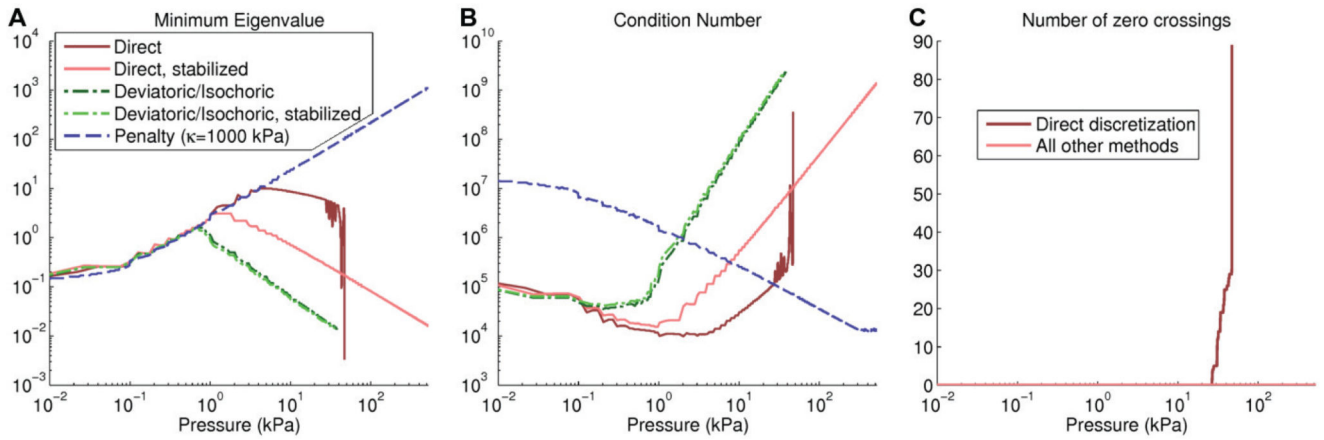 A
Minimum Eigenvalue
10^4
10^3
10^2
10^1
10^0
10^-1
10^-2
10^-3
Direct
Direct, stabilized
Deviatoric/Isochoric
Deviatoric/Isochoric, stabilized
Penalty (κ=1000 kPa)
10^-2 10^-1 10^0 10^1 10^2
Pressure (kPa)
B
Condition Number
10^10
10^9
10^8
10^7
10^6
10^5
10^4
10^3
10^-2 10^-1 10^0 10^1 10^2
Pressure (kPa)
C
Number of zero crossings
90
80
70
60
50
40
30
20
10
0
Direct discretization
All other methods
10^-2 10^-1 10^0 10^1 10^2
Pressure (kPa)